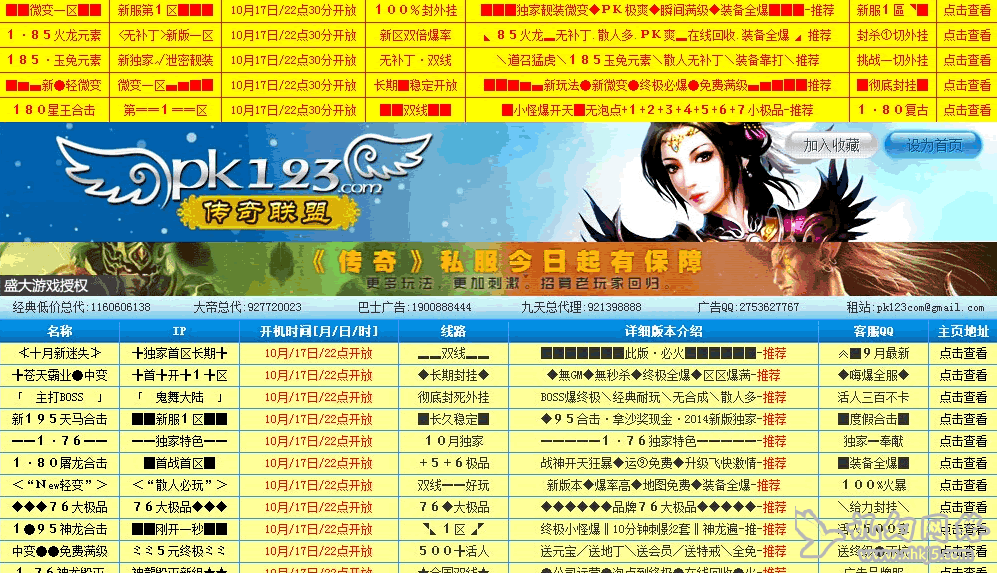 ■■微变一区■■ 新服第1区■■■ 10月17日/22点30分开放 100%封外挂 ■■■独家靓装微变◆PK极爽◆瞬间满级◆装备全爆■■■-推荐 新服1區◥■ 点击查看
1·85火龙元素 <无补丁>新版一区 10月17日/22点30分开放 新区双倍爆率 ◣85火龙▂无补丁.散人多.PK爽▂在线回收.装备全爆◢推荐 封杀①切外挂 点击查看
185·玉兔元素 新独家√泄密靓装 10月17日/22点30分开放 无补丁·双线 ＼道召猛虎＼185玉兔元素＼散人无补丁＼装备靠打＼推荐 挑战一切外挂 点击查看
■■▅新●轻微变 微变一区▃▅■■ 10月17日/22点30分开放 长期■稳定开放 ■■■■▅新玩法●新微变●终极必爆●免费满级▃▅■■■推荐 ■彻底封挂■ 点击查看
180星王合击 第==1==区 10月17日/22点30分开放 ■■双线■■ ■小怪爆开天■无泡点+1+2+3+4+5+6+7小极品-推荐 1·80复古 点击查看
pk123.com
传奇联盟
加入收藏 设为首页
《传奇》私服今日起有保障
更多玩法，更加刺激。招募老玩家回归。
盛大游戏授权
经典低价总代:1160606138 大帝总代:927720023 巴士广告:1900888444 九天总代理:921398888 广告QQ:2753627767 租站:pk123com@gmail.com
名称 IP 开机时间[月/日/时] 线路 详细版本介绍 客服QQ 主页地址
≮十月新迷失≯ ╋独家首区长期╋ 10月/17日/22点开放 ▂▂双线▂▂ ■■■■■■■此版·必火■■■■■■-推荐 ︽■9月最新 点击查看
╋苍天霸业●中变 ╋首╋开╋1╋区 10月/17日/22点开放 ◆长期封挂◆ ◆無GM◆無秒杀◆终极全爆◆区区爆满-推荐 ◆嗨爆全服◆ 点击查看
「 主打BOSS 」 「 鬼舞大陆 」 10月/17日/22点开放 彻底封死外挂 BOSS爆终极＼经典耐玩＼无合成＼散人多-推荐 活人三百不卡 点击查看
新195天马合击 ■■新服1区■■ 10月/17日/22点开放 ■长久稳定■ ◆95合击·拿沙奖现金·2014新版独家-推荐 ■度假合击■ 点击查看
━━1·76━━ ━━独家特色━━ 10月/17日/22点开放 10月独家 ━━━━━1·76独家特色━━━━━-推荐 独家一奉献 点击查看
1·80屠龙合击 ■首战首区■ 10月/17日/22点开放 +5+6极品 战神开天狂暴◆运⑨免费◆升级飞快激情-推荐 ■装备全爆■ 点击查看
＜“New轻变”＞ ＜“散人必玩”＞ 10月/17日/22点开放 双线━━好玩 新版本◆爆率高◆地图免费◆装备全爆-推荐 100%火暴 点击查看
◆◆◆76大极品 76大极品◆◆◆ 10月/17日/22点开放 76◆大极品 ◆◆◆◆◆◆品牌76大极品◆◆◆◆◆-推荐 ＼给力封挂 点击查看
1●95神龙合击 ■■刚开一秒■■ 10月/17日/22点开放 ◥、1区◢◤ 终极小怪爆‖10分钟刺影2套‖神龙遍-推-推荐 活人500家 点击查看
中变●●免费满级 ミミ5元终极ミミ 10月/17日/22点开放 500╋活人 送元宝／送地丁／送会员／送特戒＼全免-推荐 点击查看